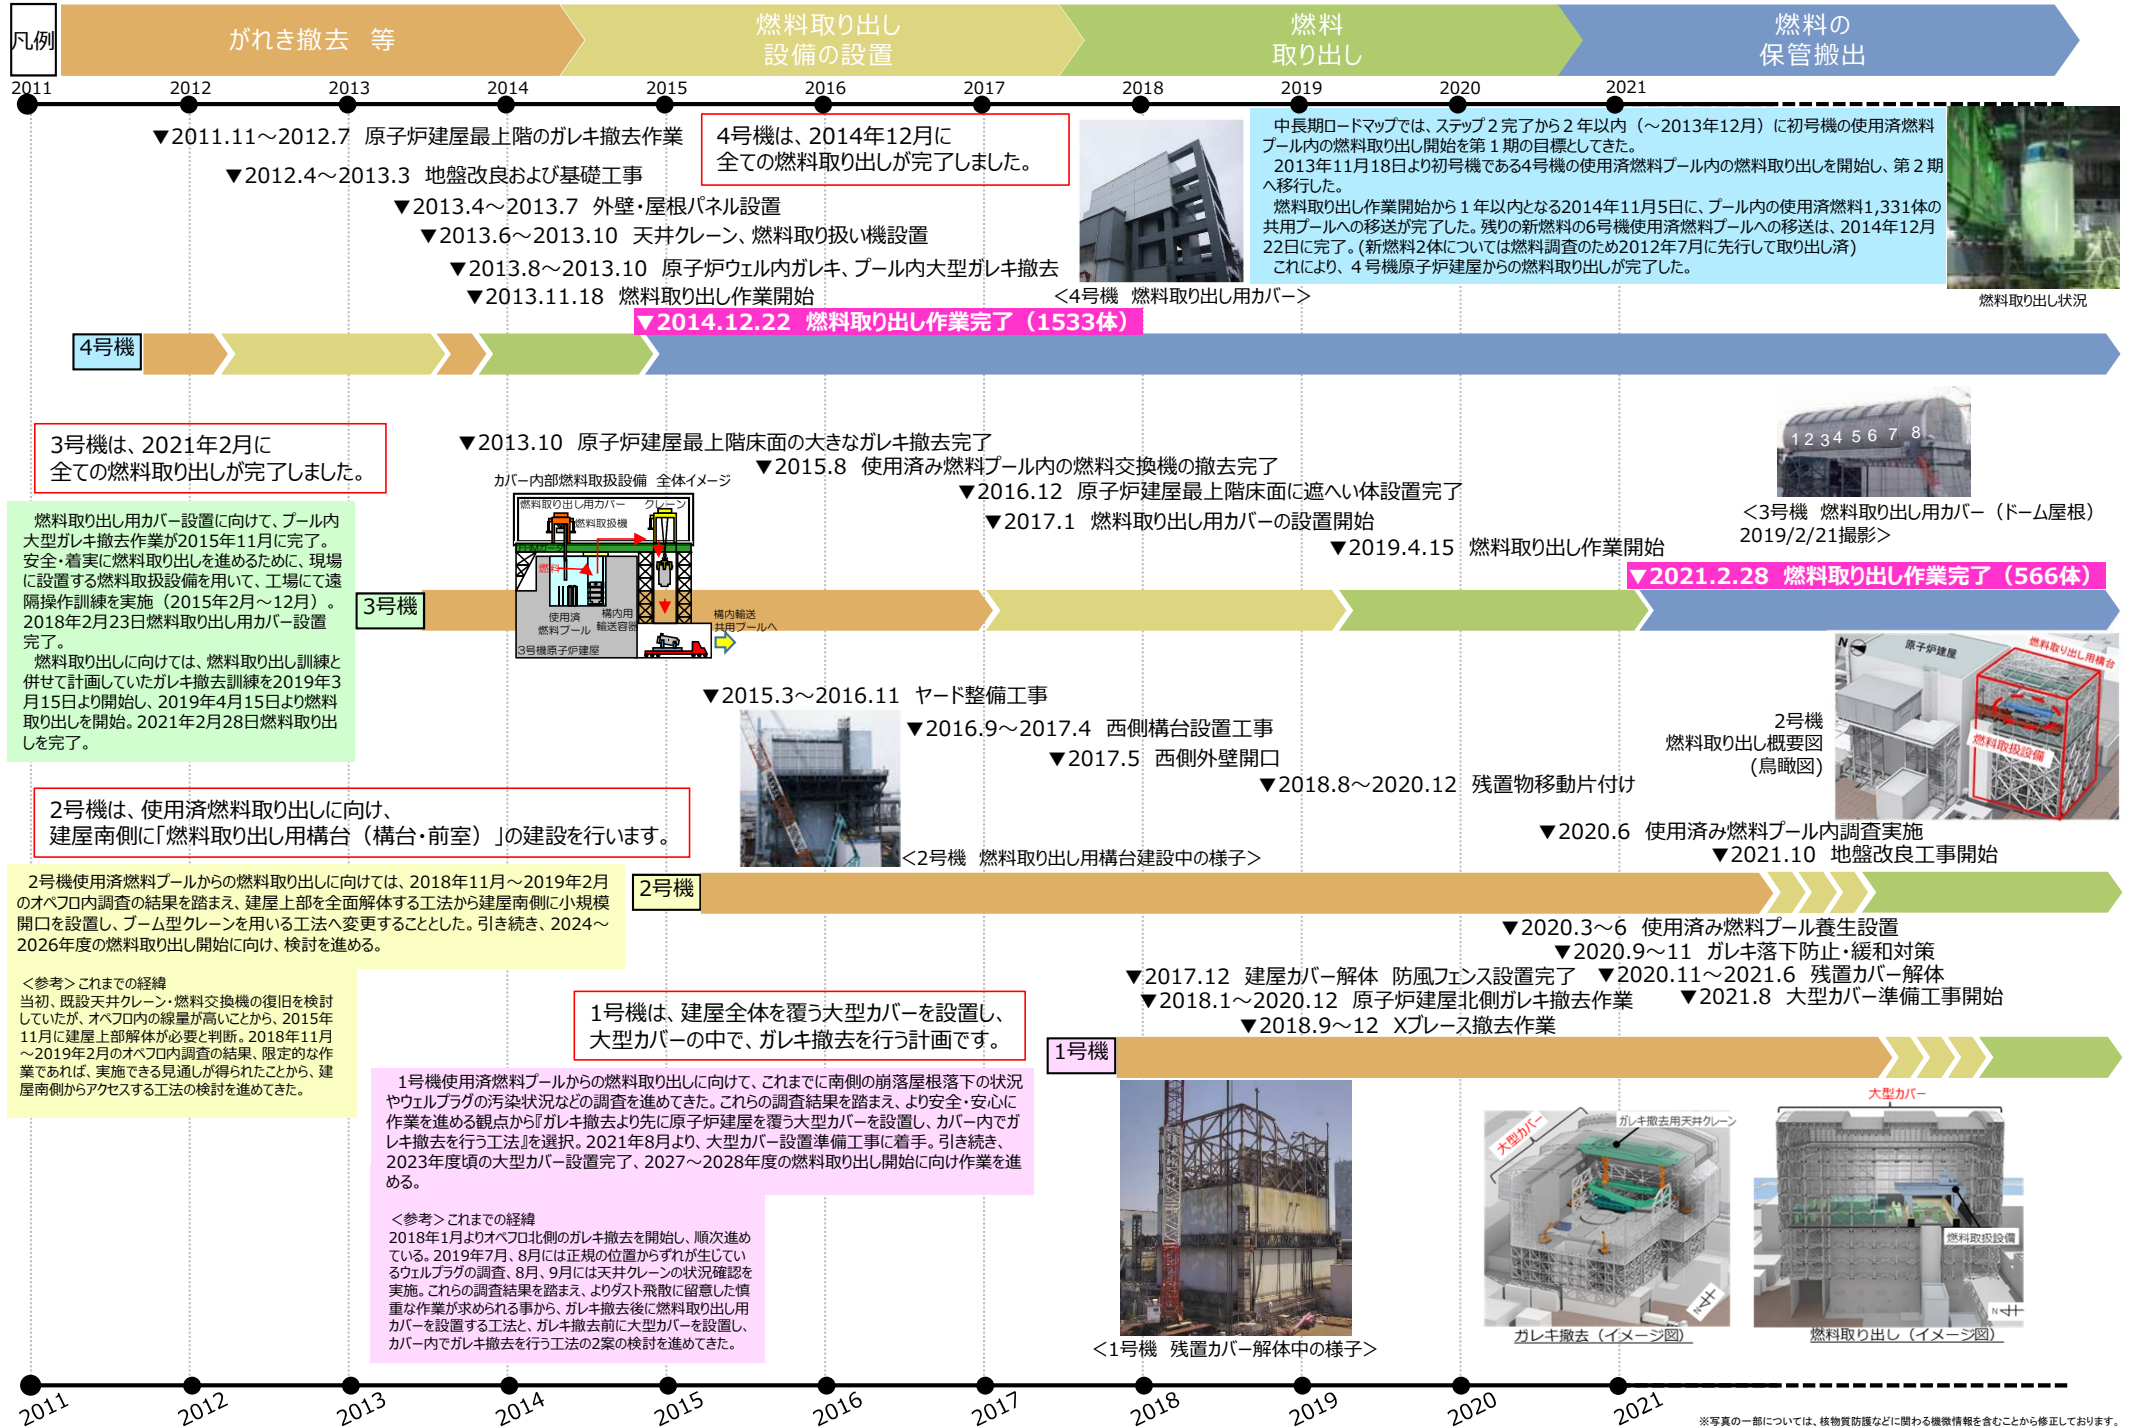 凡例
がれき撤去　等
燃料取り出し
設備の設置
燃料
取り出し
燃料の
保管搬出
2011 2012 2013 2014 2015 2016 2017 2018 2019 2020 2021
▼2011.11～2012.7 原子炉建屋最上階のガレキ撤去作業
▼2012.4～2013.3 地盤改良および基礎工事
▼2013.4～2013.7 外壁・屋根パネル設置
▼2013.6～2013.10 天井クレーン、燃料取り扱い機設置
▼2013.8～2013.10 原子炉ウェル内ガレキ、プール内大型ガレキ撤去
▼2013.11.18 燃料取り出し作業開始
▼2014.12.22 燃料取り出し作業完了（1533体）
4号機は、2014年12月に
全ての燃料取り出しが完了しました。
＜4号機 燃料取り出し用カバー＞
中長期ロードマップでは、ステップ２完了から２年以内（～2013年12月）に初号機の使用済燃料
プール内の燃料取り出し開始を第１期の目標としてきた。
2013年11月18日より初号機である4号機の使用済燃料プール内の燃料取り出しを開始し、第２期
へ移行した。
燃料取り出し作業開始から１年以内となる2014年11月5日に、プール内の使用済燃料1,331体の
共用プールへの移送が完了した。残りの新燃料の6号機使用済燃料プールへの移送は、2014年12月
22日に完了。(新燃料2体については燃料調査のため2012年7月に先行して取り出し済)
これにより、４号機原子炉建屋からの燃料取り出しが完了した。
燃料取り出し状況
4号機
3号機は、2021年2月に
全ての燃料取り出しが完了しました。
燃料取り出し用カバー設置に向けて、プール内
大型ガレキ撤去作業が2015年11月に完了。
安全・着実に燃料取り出しを進めるために、現場
に設置する燃料取扱設備を用いて、工場にて遠
隔操作訓練を実施（2015年2月～12月）。
2018年2月23日燃料取り出し用カバー設置
完了。
燃料取り出しに向けては、燃料取り出し訓練と
併せて計画していたガレキ撤去訓練を2019年3
月15日より開始し、2019年4月15日より燃料
取り出しを開始。2021年2月28日燃料取り出
しを完了。
▼2013.10 原子炉建屋最上階床面の大きなガレキ撤去完了
▼2015.8 使用済み燃料プール内の燃料交換機の撤去完了
▼2016.12 原子炉建屋最上階床面に遮へい体設置完了
▼2017.1 燃料取り出し用カバーの設置開始
▼2019.4.15 燃料取り出し作業開始
▼2021.2.28 燃料取り出し作業完了（566体）
カバー内部燃料取扱設備 全体イメージ
燃料取り出し用カバー
クレーン
燃料取扱機
燃料
使用済
燃料プール
構内用
輸送容器
3号機原子炉建屋
構内輸送
共用プールへ
1 2 3 4 5 6 7 8
＜3号機 燃料取り出し用カバー（ドーム屋根）
2019/2/21撮影＞
3号機
▼2015.3～2016.11 ヤード整備工事
▼2016.9～2017.4 西側構台設置工事
▼2017.5 西側外壁開口
▼2018.8～2020.12 残置物移動片付け
▼2020.6 使用済み燃料プール内調査実施
▼2021.10 地盤改良工事開始
2号機
燃料取り出し概要図
(鳥瞰図)
N
原子炉建屋
燃料取り出し用構台
燃料取扱設備
2号機は、使用済燃料取り出しに向け、
建屋南側に「燃料取り出し用構台（構台・前室）」の建設を行います。
＜2号機 燃料取り出し用構台建設中の様子＞
2号機
2号機使用済燃料プールからの燃料取り出しに向けては、2018年11月～2019年2月
のオペフロ内調査の結果を踏まえ、建屋上部を全面解体する工法から建屋南側に小規模
開口を設置し、ブーム型クレーンを用いる工法へ変更することとした。引き続き、2024～
2026年度の燃料取り出し開始に向け、検討を進める。
＜参考＞これまでの経緯
当初、既設天井クレーン・燃料交換機の復旧を検討
していたが、オペフロ内の線量が高いことから、2015年
11月に建屋上部解体が必要と判断。2018年11月
～2019年2月のオペフロ内調査の結果、限定的な作
業であれば、実施できる見通しが得られたことから、建
屋南側からアクセスする工法の検討を進めてきた。
▼2020.3～6 使用済み燃料プール養生設置
▼2020.9～11 ガレキ落下防止・緩和対策
▼2017.12 建屋カバー解体 防風フェンス設置完了
▼2020.11～2021.6 残置カバー解体
▼2018.1～2020.12 原子炉建屋北側ガレキ撤去作業
▼2021.8 大型カバー準備工事開始
▼2018.9～12 Xブレース撤去作業
1号機は、建屋全体を覆う大型カバーを設置し、
大型カバーの中で、ガレキ撤去を行う計画です。
1号機
1号機使用済燃料プールからの燃料取り出しに向けて、これまでに南側の崩落屋根落下の状況
やウェルプラグの汚染状況などの調査を進めてきた。これらの調査結果を踏まえ、より安全・安心に
作業を進める観点から『ガレキ撤去より先に原子炉建屋を覆う大型カバーを設置し、カバー内でガ
レキ撤去を行う工法』を選択。2021年8月より、大型カバー設置準備工事に着手。引き続き、
2023年度頃の大型カバー設置完了、2027～2028年度の燃料取り出し開始に向け作業を進
める。
＜参考＞これまでの経緯
2018年1月よりオペフロ北側のガレキ撤去を開始し、順次進め
ている。2019年7月、8月には正規の位置からずれが生じてい
るウェルプラグの調査、8月、9月には天井クレーンの状況確認を
実施。これらの調査結果を踏まえ、よりダスト飛散に留意した慎
重な作業が求められる事から、ガレキ撤去後に燃料取り出し用
カバーを設置する工法と、ガレキ撤去前に大型カバーを設置し、
カバー内でガレキ撤去を行う工法の2案の検討を進めてきた。
＜1号機 残置カバー解体中の様子＞
大型カバー
ガレキ撤去用天井クレーン
N
ガレキ撤去（イメージ図）
大型カバー
燃料取扱設備
N
燃料取り出し（イメージ図）
2011 2012 2013 2014 2015 2016 2017 2018 2019 2020 2021
※写真の一部については、核物質防護などに関わる機微情報を含むことから修正しております。